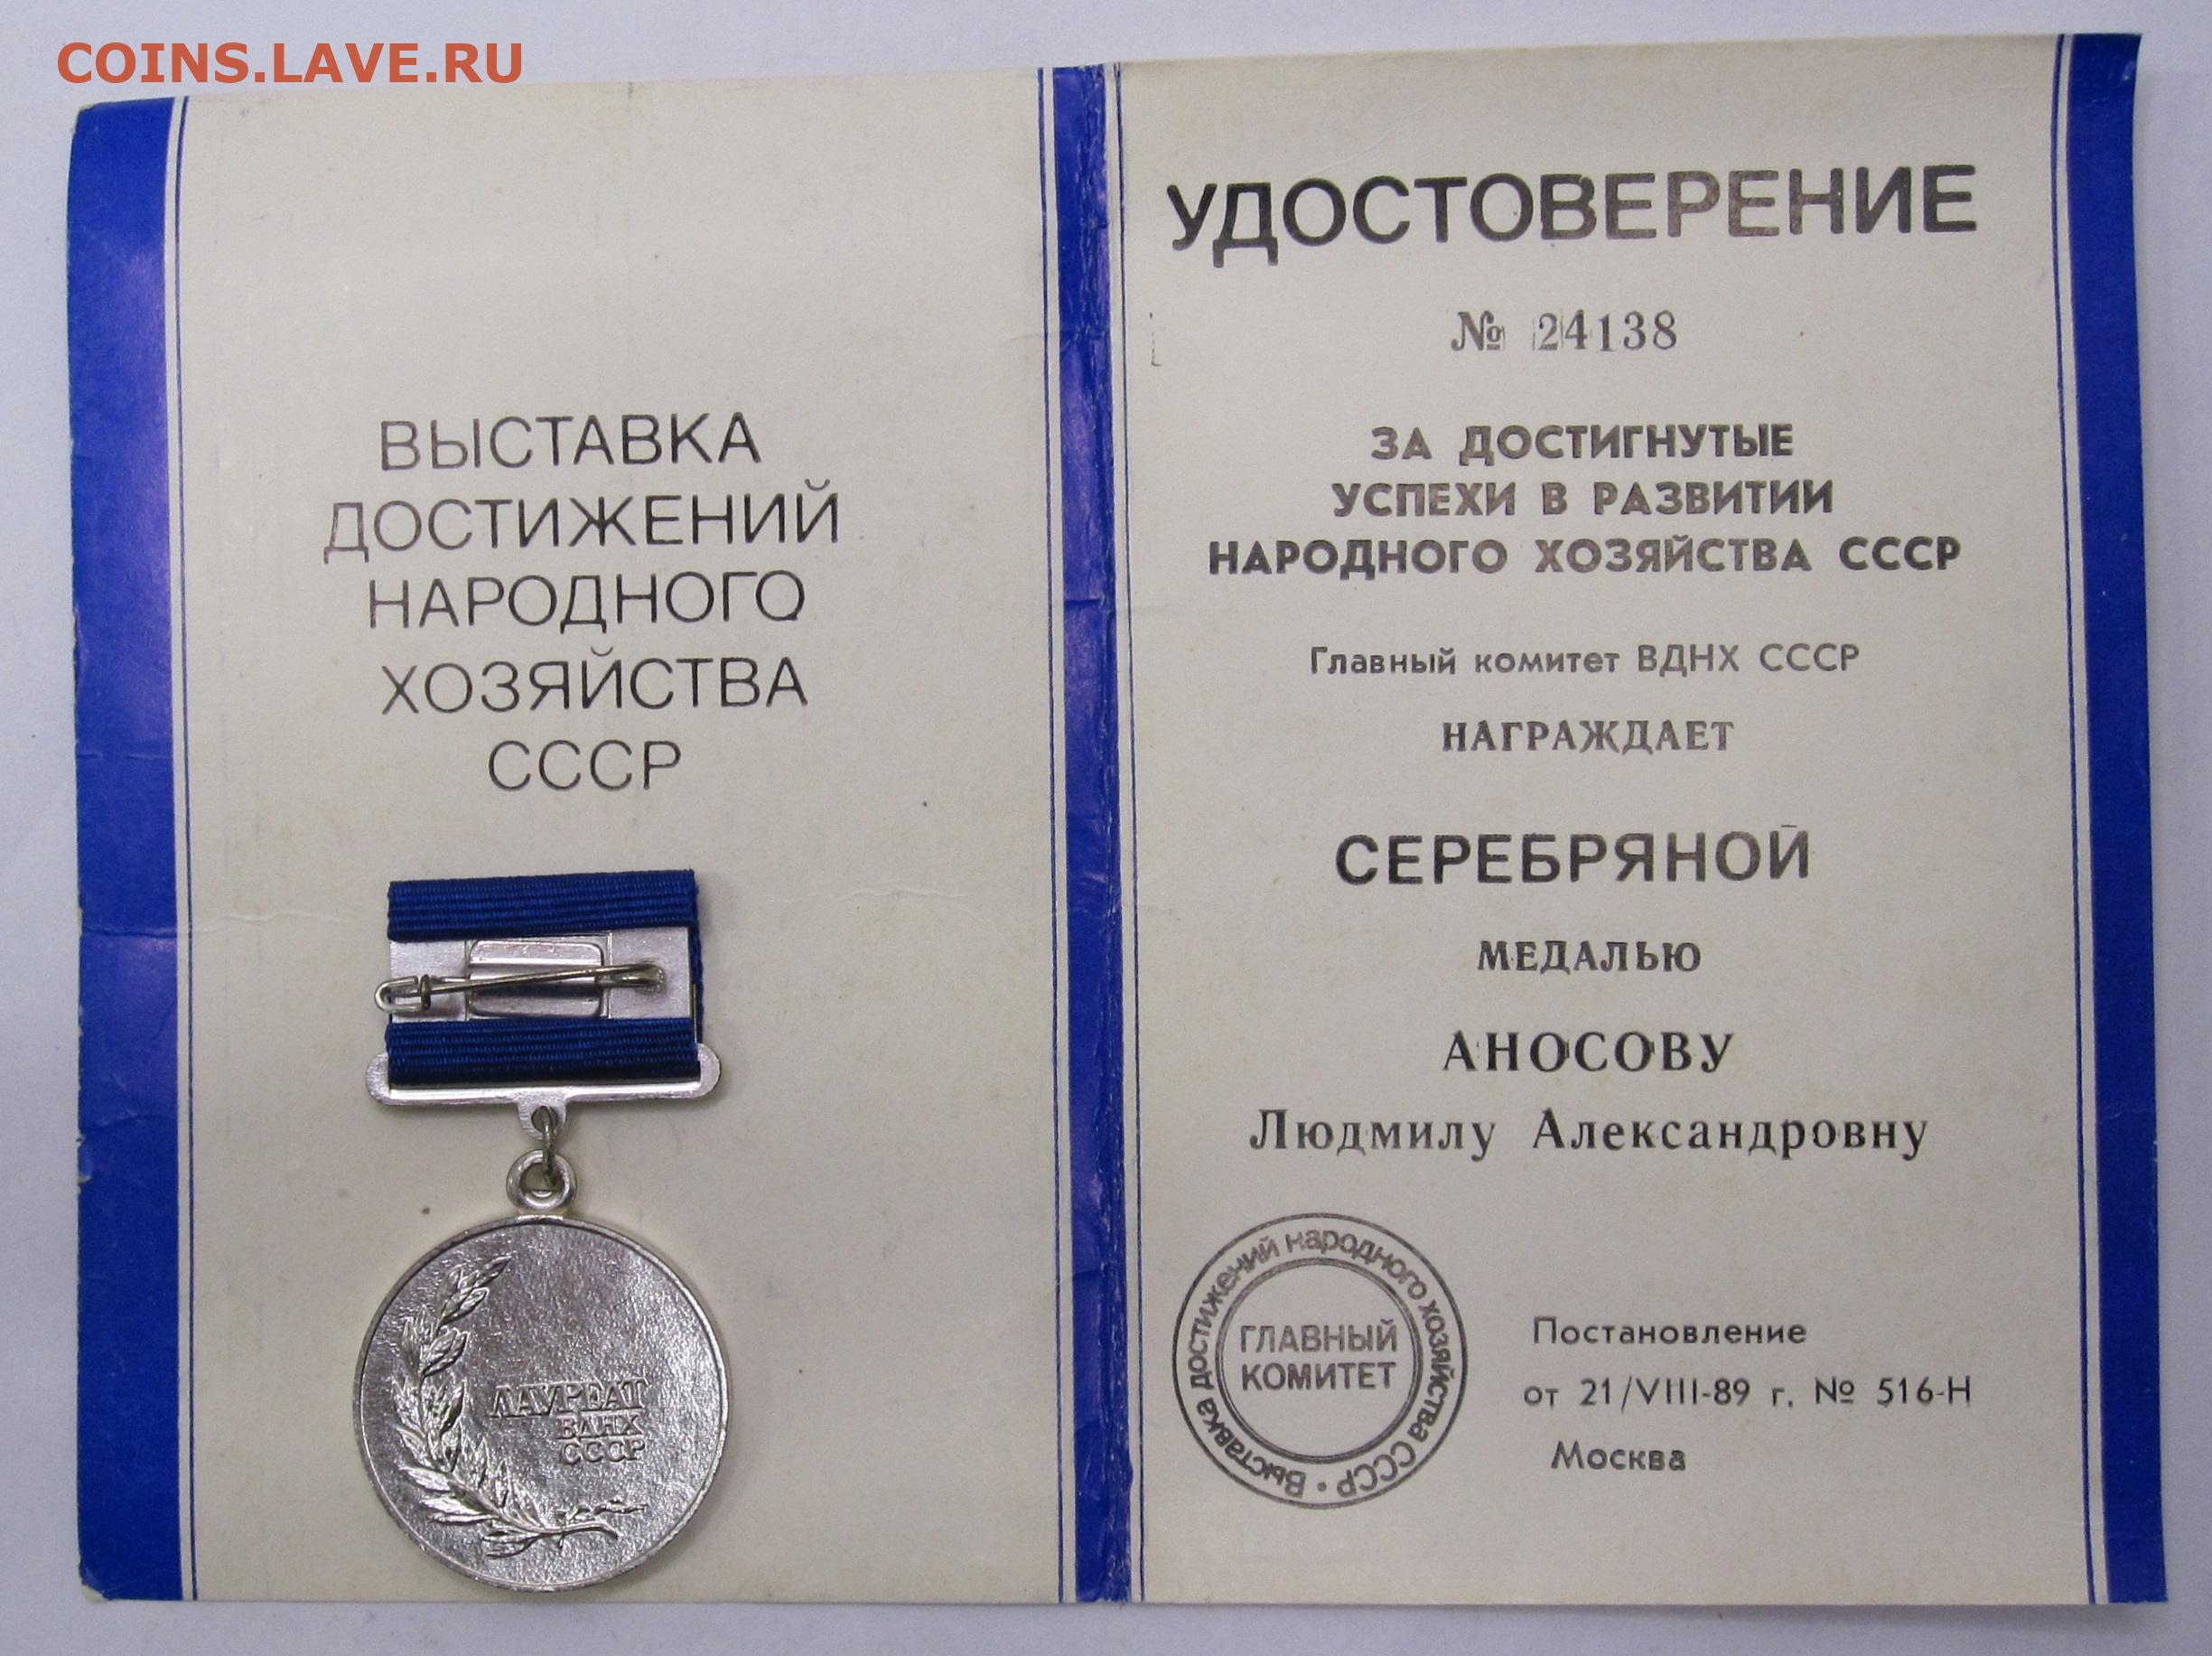 COINS.LAVE.RU
ВЫСТАВКА
ДОСТИЖЕНИЙ
НАРОДНОГО
ХОЗЯЙСТВА
СССР
ЛАУРЕАТ
ВДНХ
СССР
УДОСТОВЕРЕНИЕ
№ 24138
ЗА ДОСТИГНУТЫЕ
УСПЕХИ В РАЗВИТИИ
НАРОДНОГО ХОЗЯЙСТВА СССР
Главный комитет ВДНХ СССР
НАГРАЖДАЕТ
СЕРЕБРЯНОЙ
МЕДАЛЬЮ
АНОСОВУ
Людмилу Александровну
Выставка достижений народного хозяйства СССР •
ГЛАВНЫЙ
КОМИТЕТ
Постановление
от 21/VIII-89 г. № 516-Н
Москва